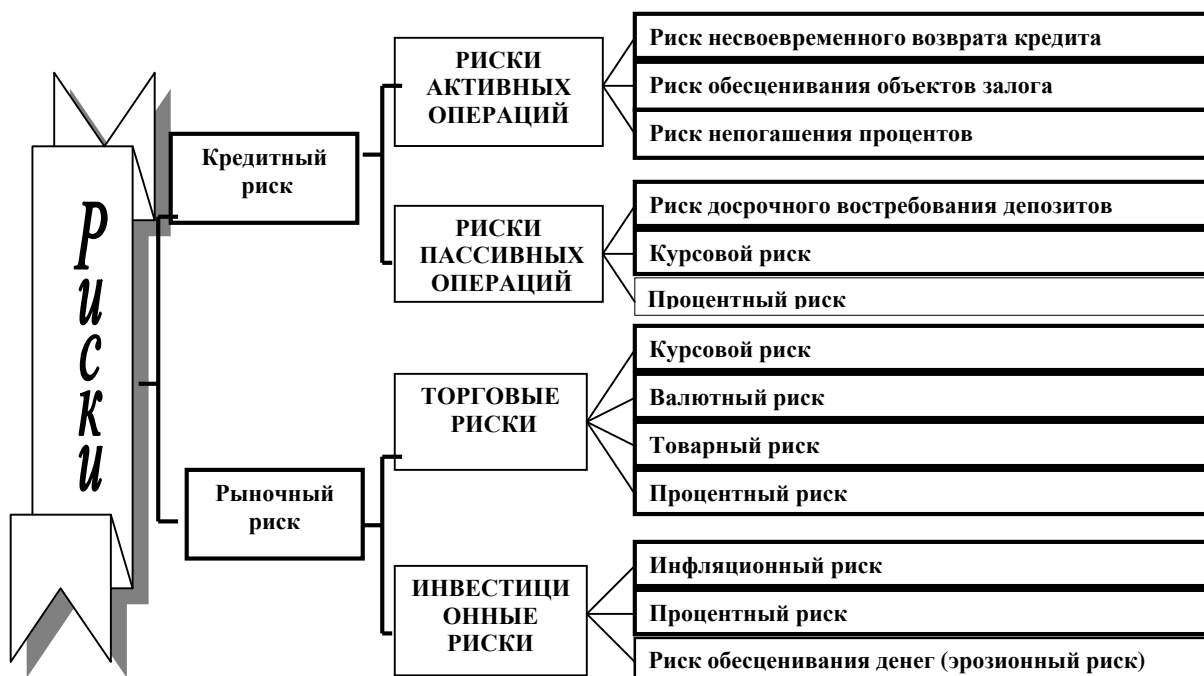 Риски
Кредитный
риск
РИСКИ
АКТИВНЫХ
ОПЕРАЦИЙ
Риск несвоевременного возврата кредита
Риск обесценивания объектов залога
Риск непогашения процентов
РИСКИ
ПАССИВНЫХ
ОПЕРАЦИЙ
Риск досрочного востребования депозитов
Курсовой риск
Процентный риск
Рыночный
риск
ТОРГОВЫЕ
РИСКИ
Курсовой риск
Валютный риск
Товарный риск
Процентный риск
ИНВЕСТИЦИ
ОННЫЕ
РИСКИ
Инфляционный риск
Процентный риск
Риск обесценивания денег (эрозионный риск)